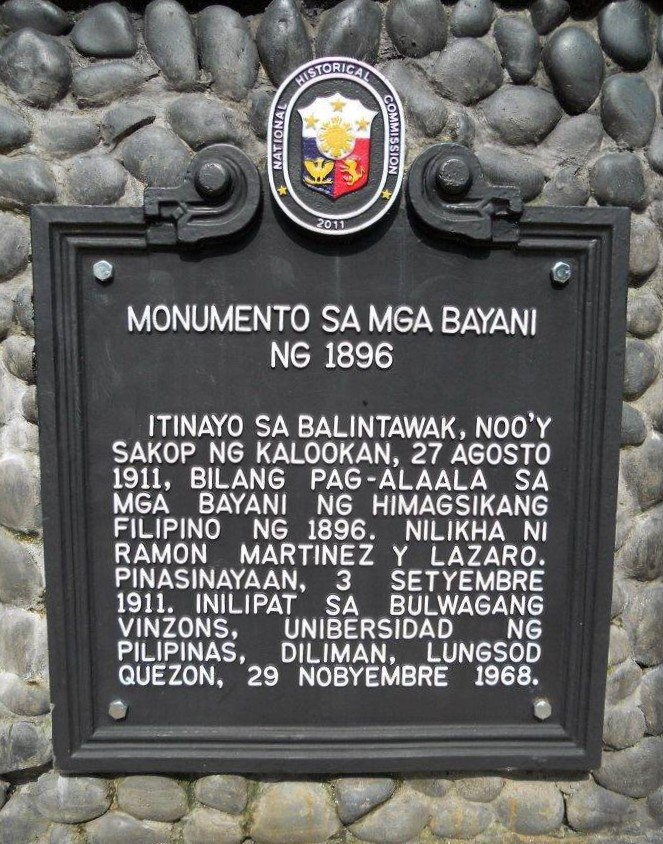 NATIONAL HISTORICAL COMMISSION
2011
MONUMENTO SA MGA BAYANI
NG 1896
ITINAYO SA BALINTAWAK, NOO'Y
SAKOP NG KALOOKAN, 27 AGOSTO
1911, BILANG PAG-ALAALA SA
MGA BAYANI NG HIMAGSIKANG
FILIPINO NG 1896. NILIKHA NI
RAMON MARTINEZ Y LAZARO.
PINASINAYAAN, 3 SETYEMBRE
1911. INILIPAT SA BULWAGANG
VINZONS, UNIBERSIDAD NG
PILIPINAS, DILIMAN, LUNGSOD
QUEZON, 29 NOBYEMBRE 1968.